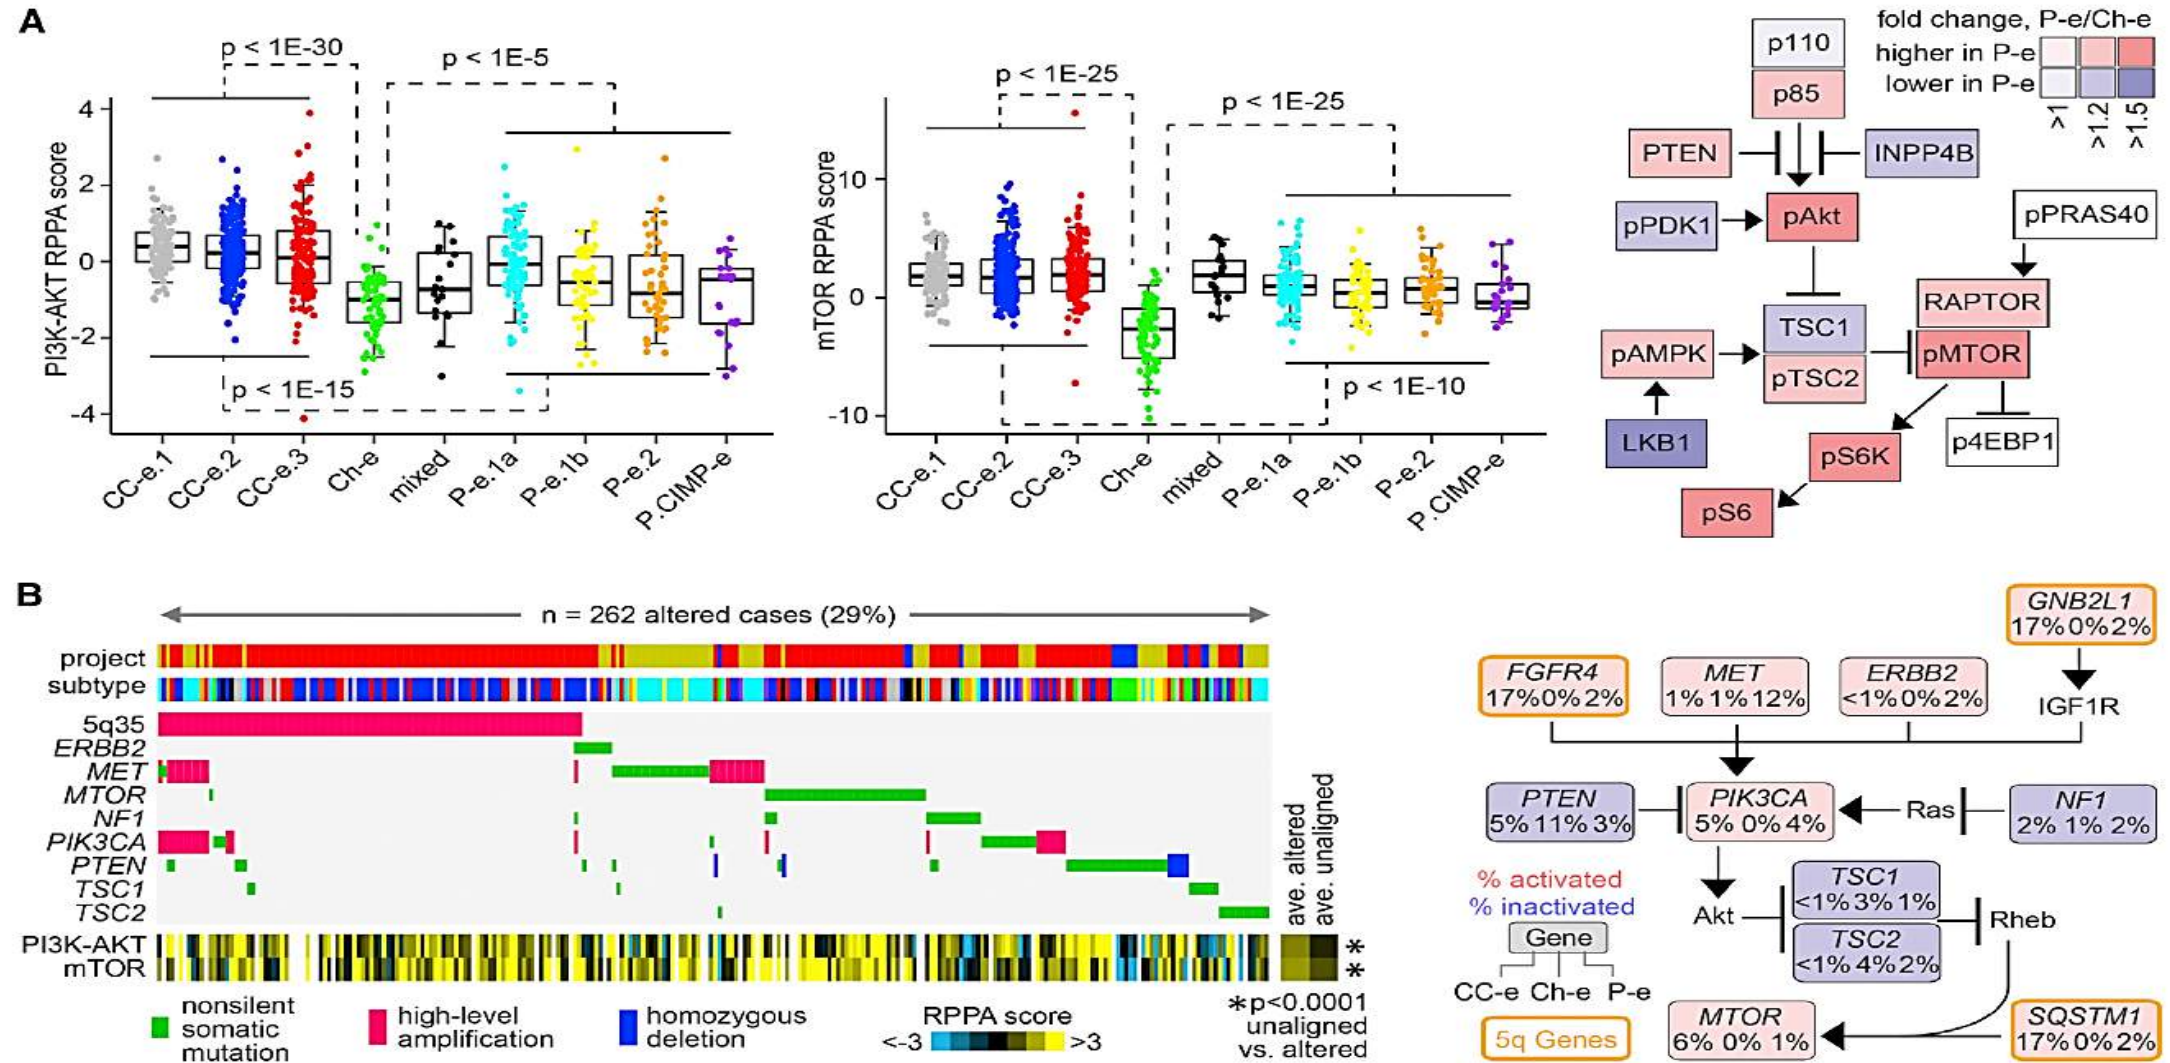 A
p < 1E-30
p < 1E-5
PI3K-AKT RPPA score
4
2
0
-2
-4
p < 1E-15
CC-e.1
CC-e.2
CC-e.3
Ch-e
mixed
P-e.1a
P-e.1b
P-e.2
P.CIMP-e
p < 1E-25
p < 1E-25
mTOR RPPA score
10
0
-10
p < 1E-10
CC-e.1
CC-e.2
CC-e.3
Ch-e
mixed
P-e.1a
P-e.1b
P-e.2
P.CIMP-e
fold change, P-e/Ch-e
higher in P-e
lower in P-e
>1
>1.2
>1.5
p110
p85
PTEN
INPP4B
pPDK1
pAkt
pPRAS40
RAPTOR
TSC1
pAMPK
pMTOR
pTSC2
LKB1
pS6K
p4EBP1
pS6
B
n = 262 altered cases (29%)
project
subtype
5q35
ERBB2
MET
MTOR
NF1
PIK3CA
PTEN
TSC1
TSC2
PI3K-AKT
mTOR
ave. altered
ave. unaligned
*
*
nonsilent
somatic
mutation
high-level
amplification
homozygous
deletion
RPPA score
<-3
>3
*p<0.0001
unaligned
vs. altered
GNB2L1
17% 0% 2%
FGFR4
17% 0% 2%
MET
1% 1% 12%
ERBB2
<1% 0% 2%
IGF1R
PTEN
5% 11% 3%
PIK3CA
5% 0% 4%
Ras
NF1
2% 1% 2%
% activated
% inactivated
Gene
CC-e Ch-e P-e
5q Genes
Akt
TSC1
<1% 3% 1%
TSC2
<1% 4% 2%
Rheb
MTOR
6% 0% 1%
SQSTM1
17% 0% 2%